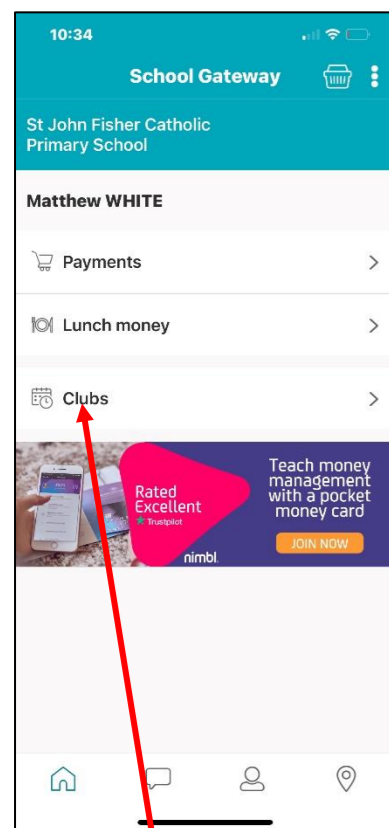 10:34
School Gateway
St John Fisher Catholic
Primary School
Matthew WHITE
Payments
Lunch money
Clubs
Rated
Excellent
Trustpilot
nimbl.
Teach money
management
with a pocket
money card
JOIN NOW